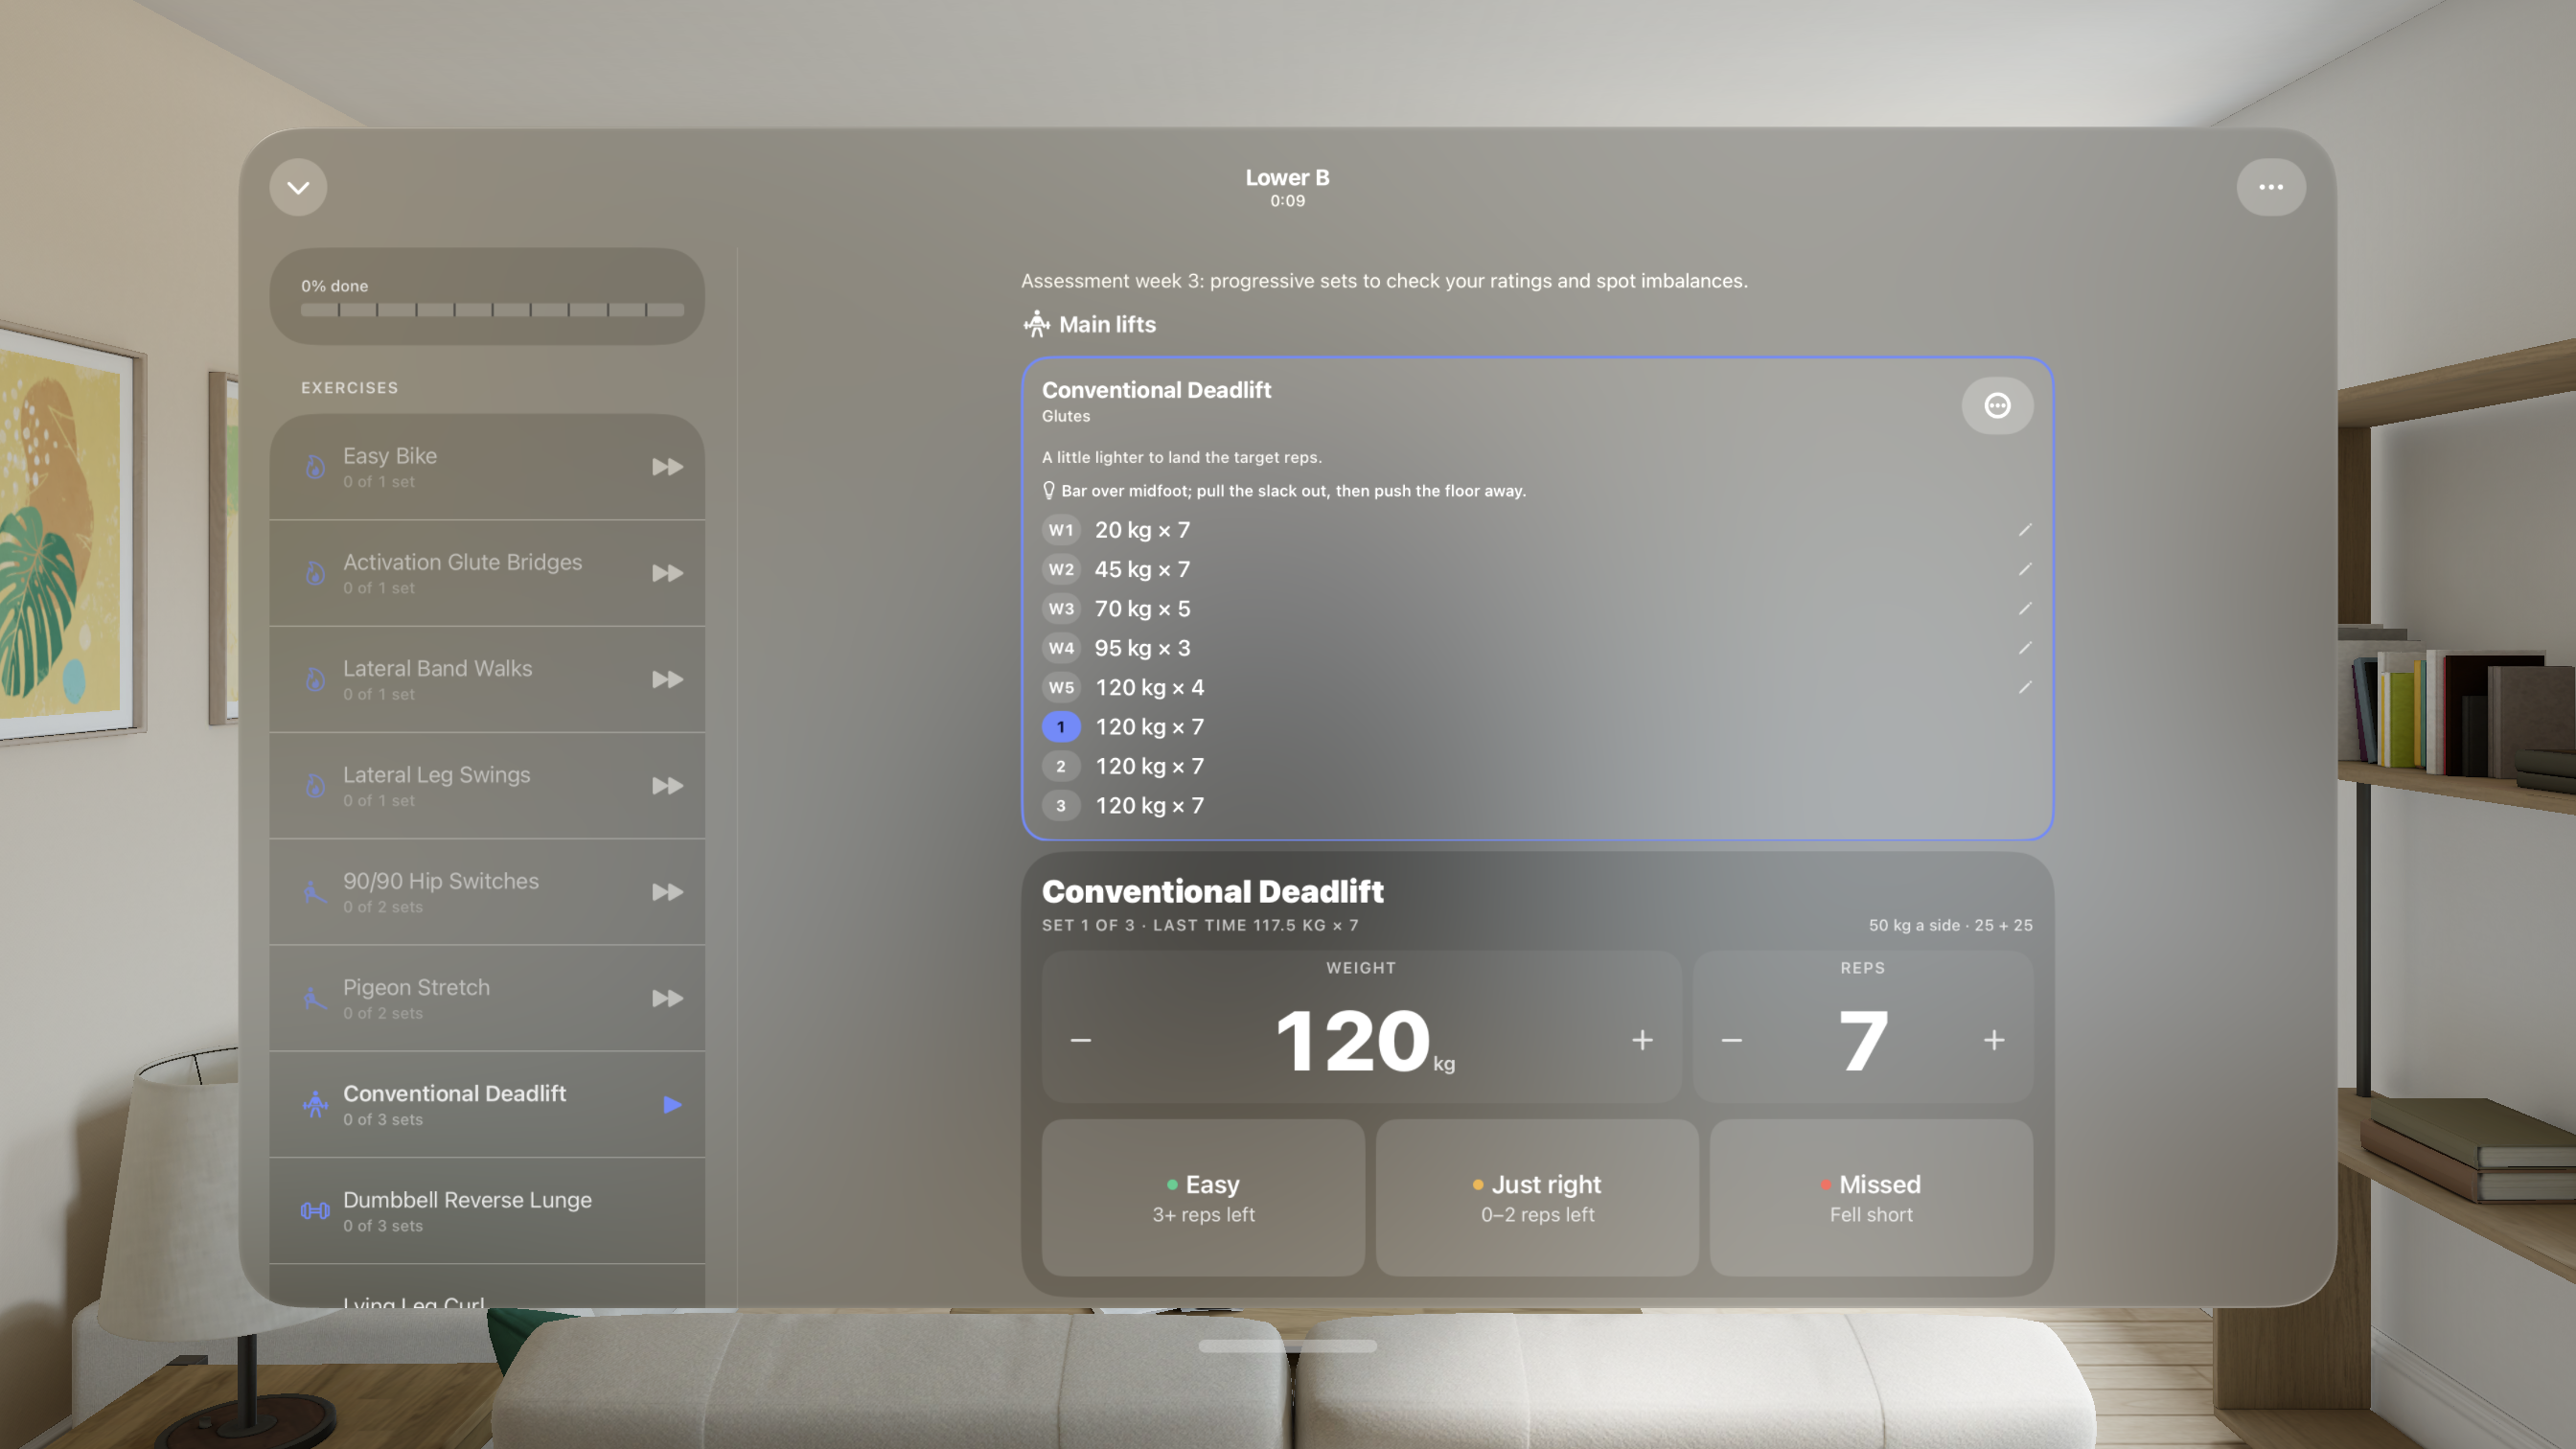 Lower B
0:09
0% done
EXERCISES
Easy Bike
0 of 1 set
Activation Glute Bridges
0 of 1 set
Lateral Band Walks
0 of 1 set
Lateral Leg Swings
0 of 1 set
90/90 Hip Switches
0 of 2 sets
Pigeon Stretch
0 of 2 sets
Conventional Deadlift
0 of 3 sets
Dumbbell Reverse Lunge
0 of 3 sets
Lying Leg Curl
Assessment week 3: progressive sets to check your ratings and spot imbalances.
Main lifts
Conventional Deadlift
Glutes
A little lighter to land the target reps.
Bar over midfoot; pull the slack out, then push the floor away.
W1 20 kg × 7
W2 45 kg × 7
W3 70 kg × 5
W4 95 kg × 3
W5 120 kg × 4
1 120 kg × 7
2 120 kg × 7
3 120 kg × 7
Conventional Deadlift
SET 1 OF 3 · LAST TIME 117.5 KG × 7
50 kg a side · 25 + 25
WEIGHT
− 120 kg +
REPS
− 7 +
Easy
3+ reps left
Just right
0–2 reps left
Missed
Fell short